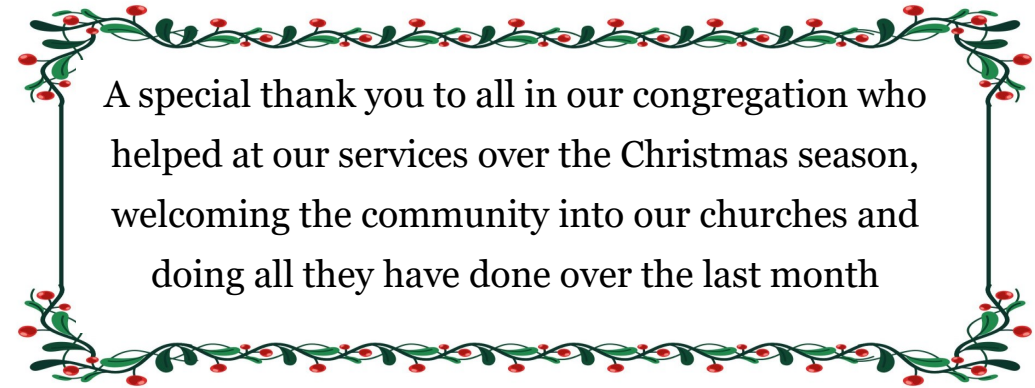 A special thank you to all in our congregation who
helped at our services over the Christmas season,
welcoming the community into our churches and
doing all they have done over the last month